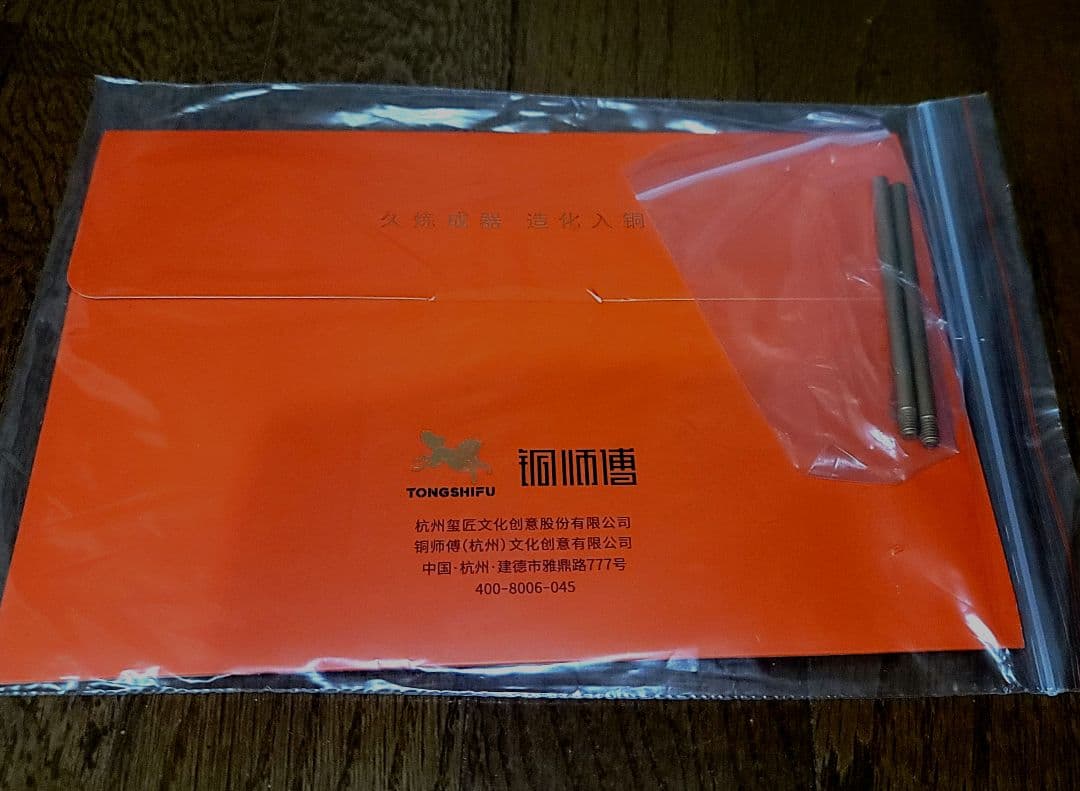 久炼成器 造化入铜
TONGSHIFU 铜师傅
杭州玺匠文化创意股份有限公司
铜师傅(杭州)文化创意有限公司
中国·杭州·建德市雅鼎路777号
400-8006-045